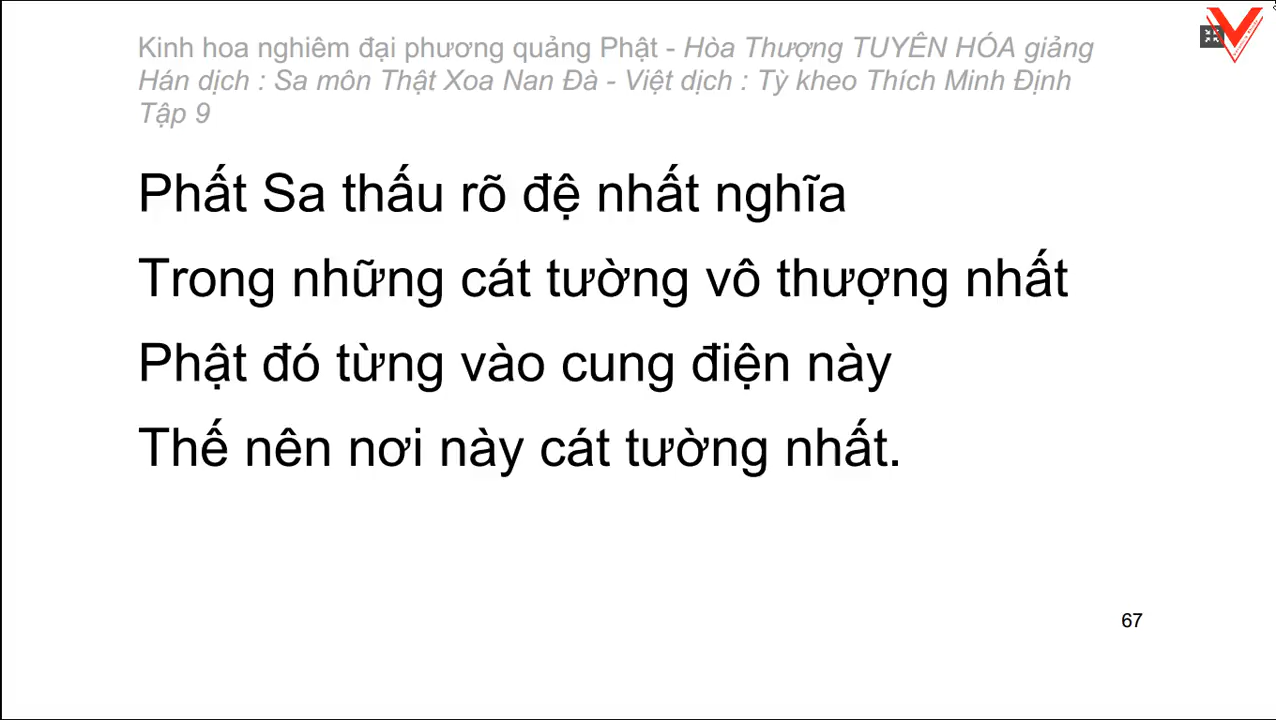 Kinh hoa nghiêm đại phương quảng Phật - Hòa Thượng TUYÊN HÓA giảng
Hán dịch : Sa môn Thật Xoa Nan Đà - Việt dịch : Tỳ kheo Thích Minh Định
Tập 9
Phất Sa thấu rõ đệ nhất nghĩa
Trong những cát tường vô thượng nhất
Phật đó từng vào cung điện này
Thế nên nơi này cát tường nhất.
67